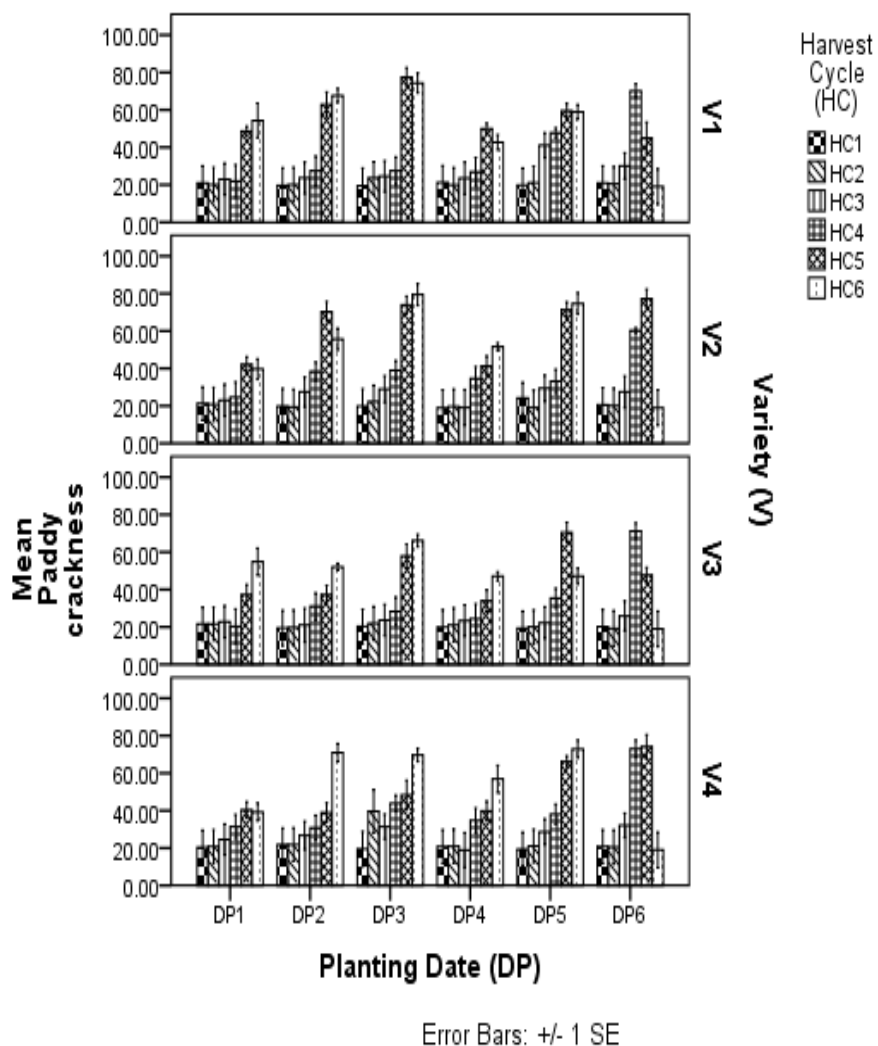 100.00
80.00
60.00
40.00
20.00
0.00
V1
100.00
80.00
60.00
40.00
20.00
0.00
V2
100.00
80.00
60.00
40.00
20.00
0.00
V3
100.00
80.00
60.00
40.00
20.00
0.00
V4
Mean
Paddy
crackness
Variety (V)
Harvest
Cycle
(HC)
HC1
HC2
HC3
HC4
HC5
HC6
DP1 DP2 DP3 DP4 DP5 DP6
Planting Date (DP)
Error Bars: +/- 1 SE